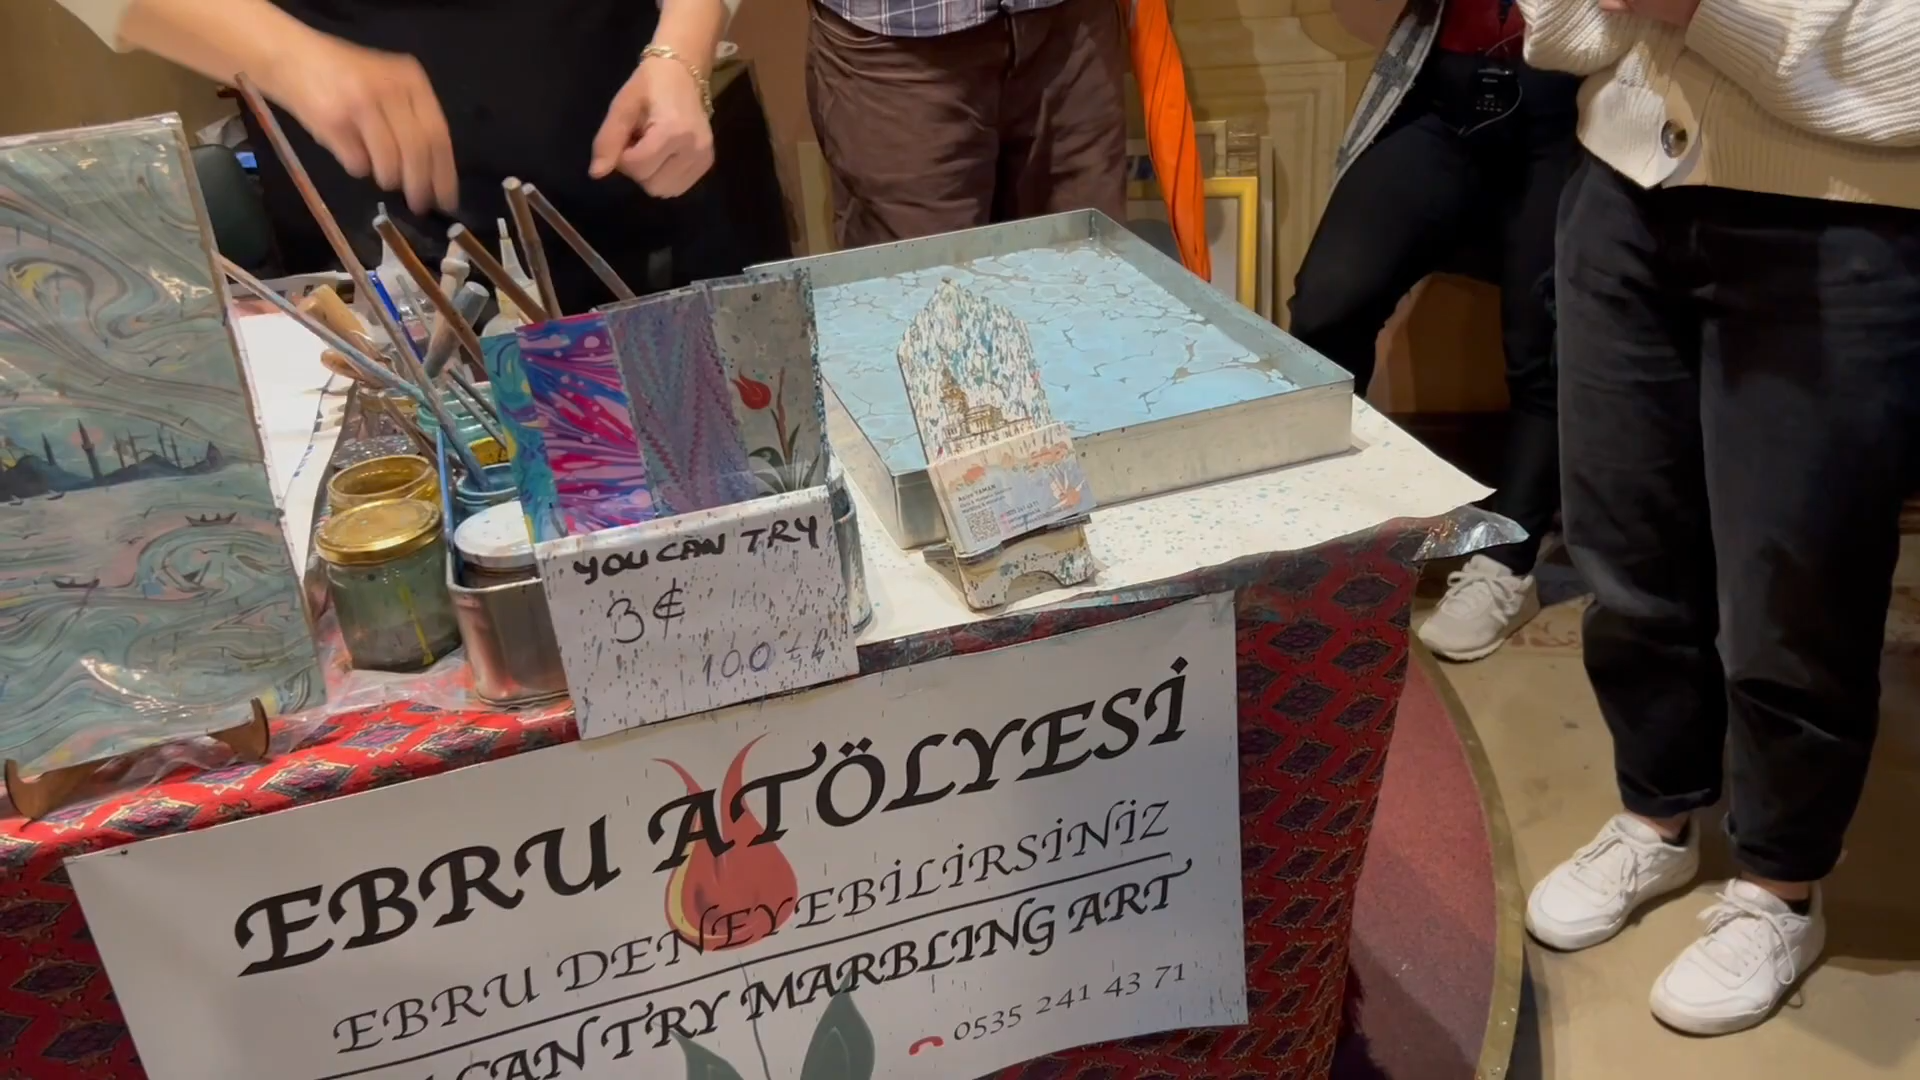 YOU CAN TRY
3€
100 tl
EBRU ATÖLYESİ
EBRU DENEYEBİLİRSİNİZ
CAN TRY MARBLING ART
0535 241 43 71